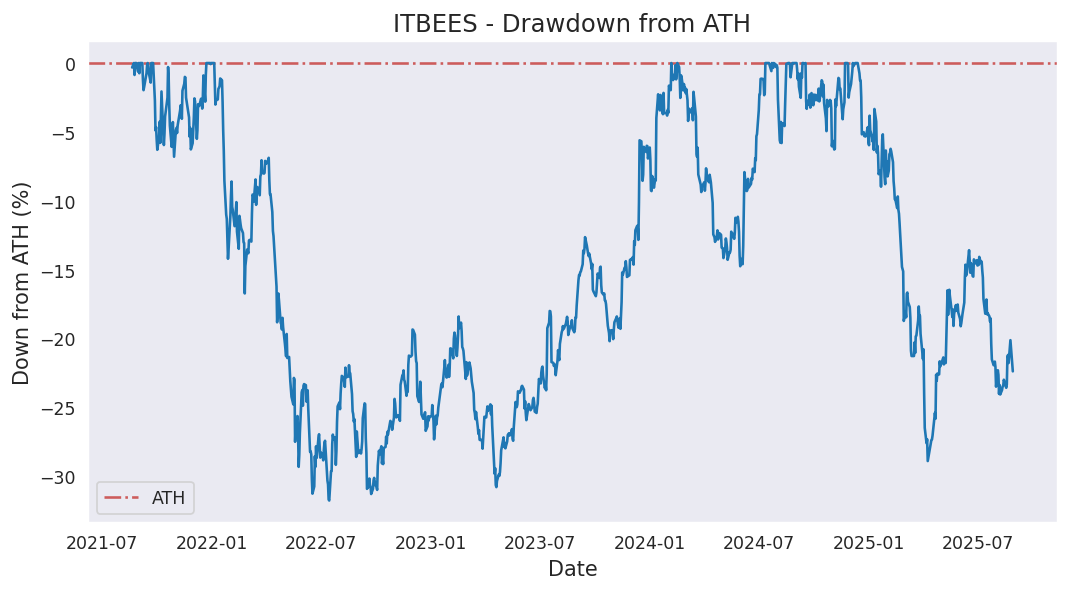 ITBEES - Drawdown from ATH
Down from ATH (%)
0
−5
−10
−15
−20
−25
−30
ATH
2021-07 2022-01 2022-07 2023-01 2023-07 2024-01 2024-07 2025-01 2025-07
Date